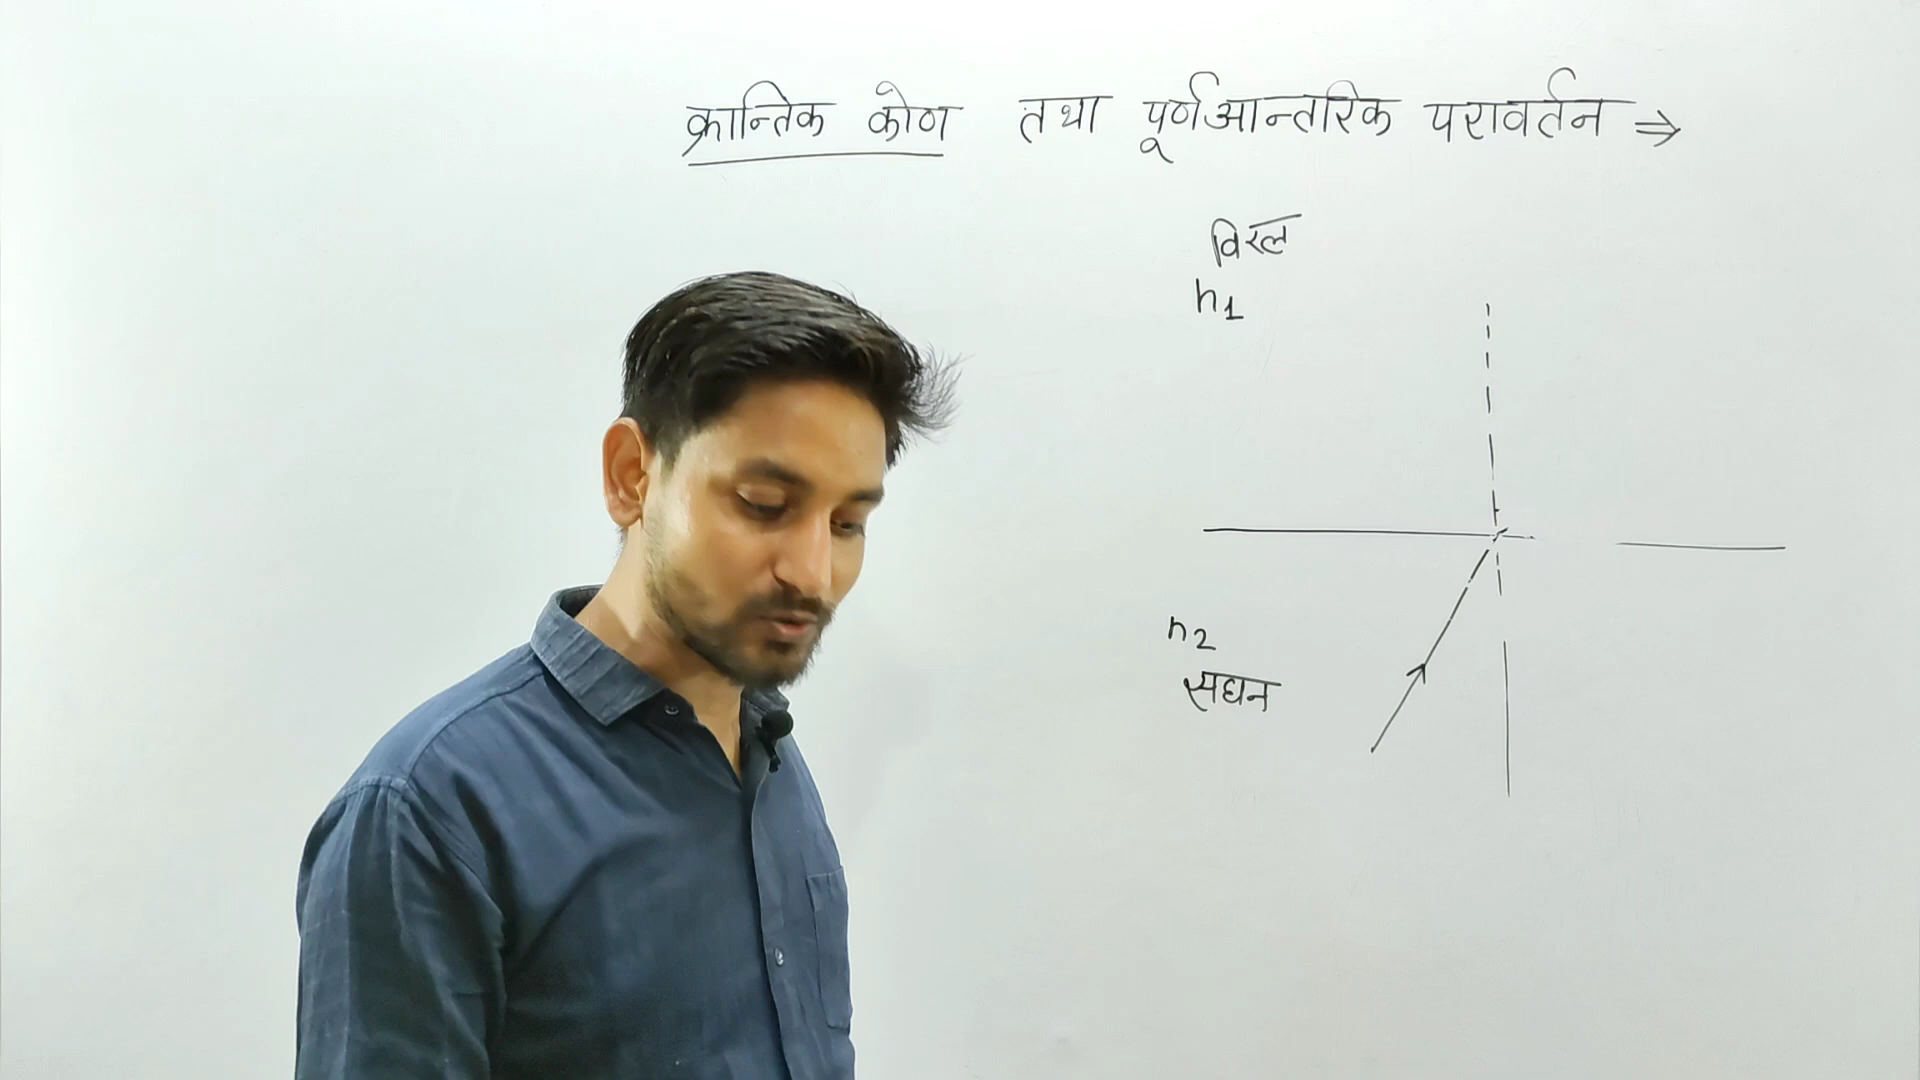 क्रान्तिक कोण तथा पूर्णआन्तरिक परावर्तन ⇒
विरल
n1
n2
सघन